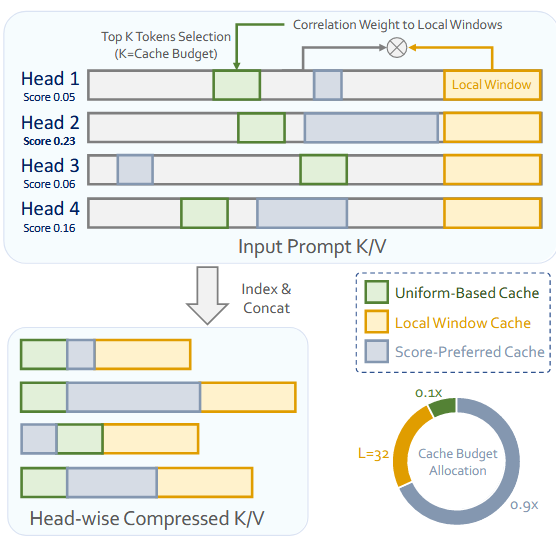 Top K Tokens Selection
(K=Cache Budget)
Correlation Weight to Local Windows
Head 1
Score 0.05
Local Window
Head 2
Score 0.23
Head 3
Score 0.06
Head 4
Score 0.16
Input Prompt K/V
Index &
Concat
Uniform-Based Cache
Local Window Cache
Score-Preferred Cache
Head-wise Compressed K/V
0.1x
L=32
Cache Budget
Allocation
0.9x